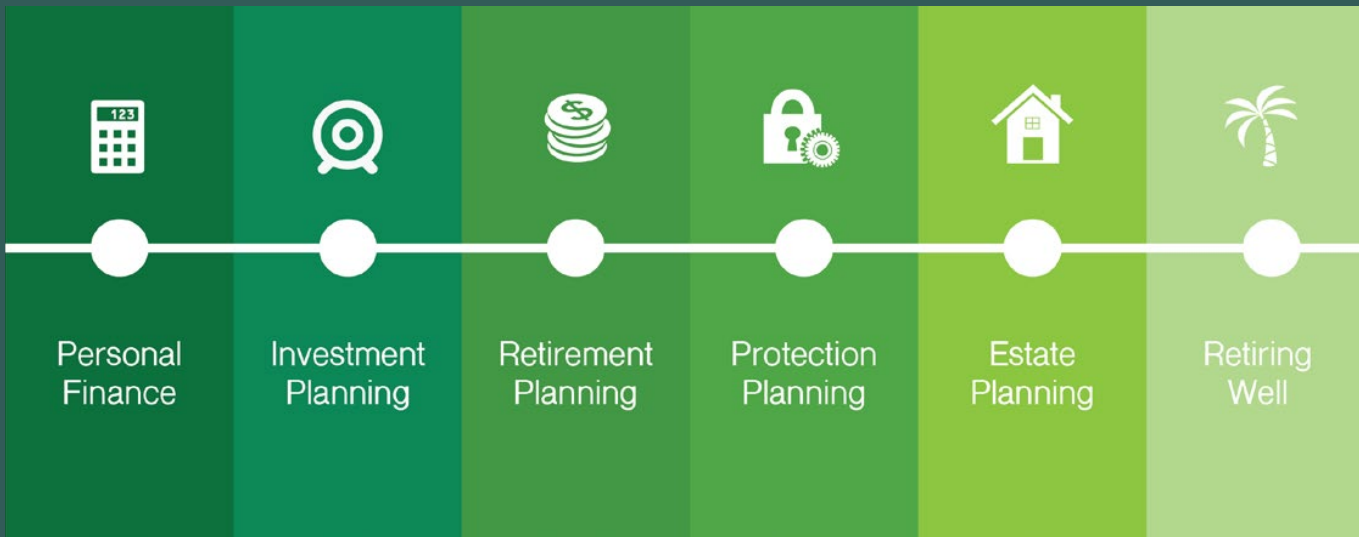 123
$
Personal
Finance
Investment
Planning
Retirement
Planning
Protection
Planning
Estate
Planning
Retiring
Well